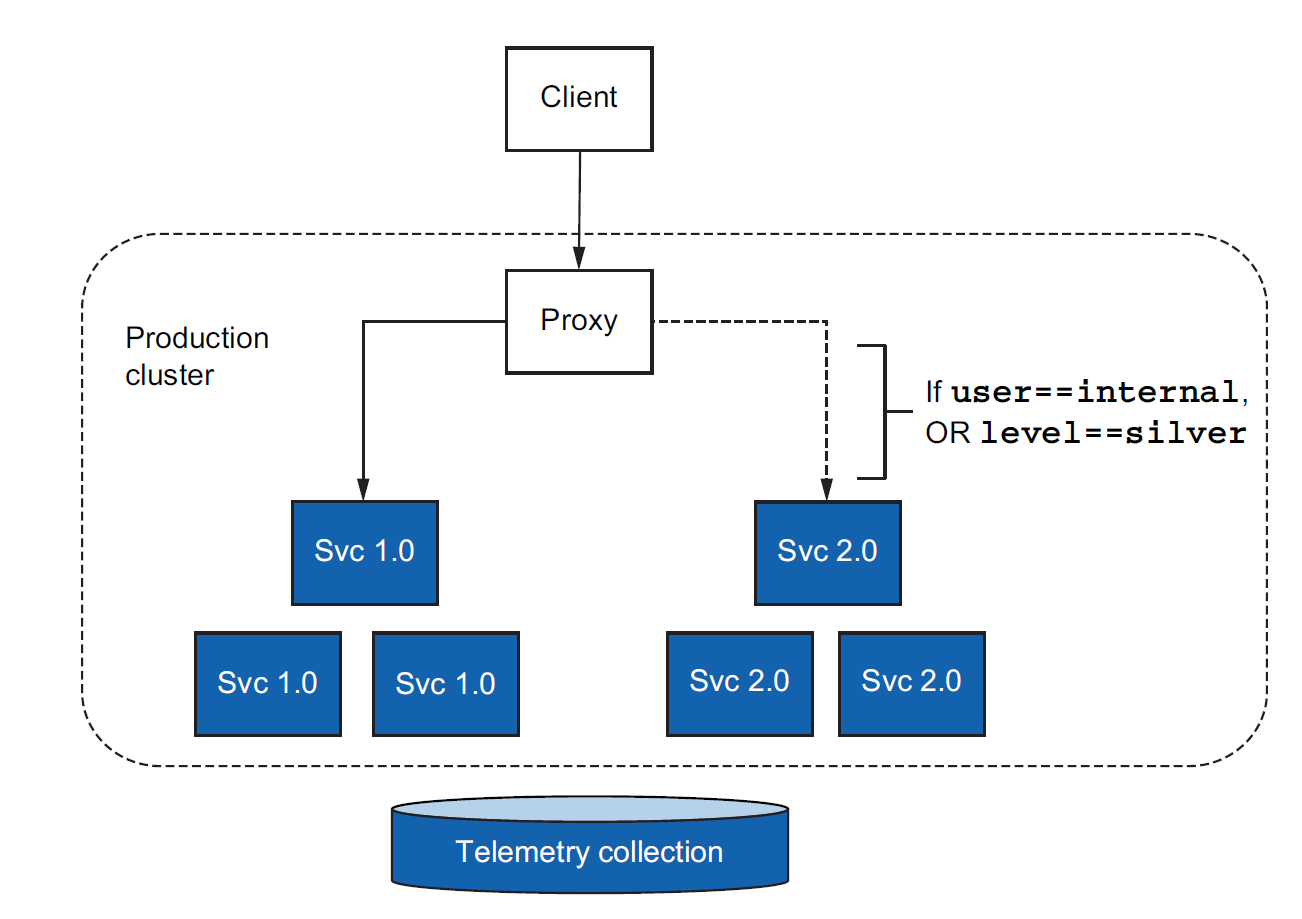 Client
Proxy
Production
cluster
If user==internal,
OR level==silver
Svc 1.0
Svc 2.0
Svc 1.0
Svc 1.0
Svc 2.0
Svc 2.0
Telemetry collection